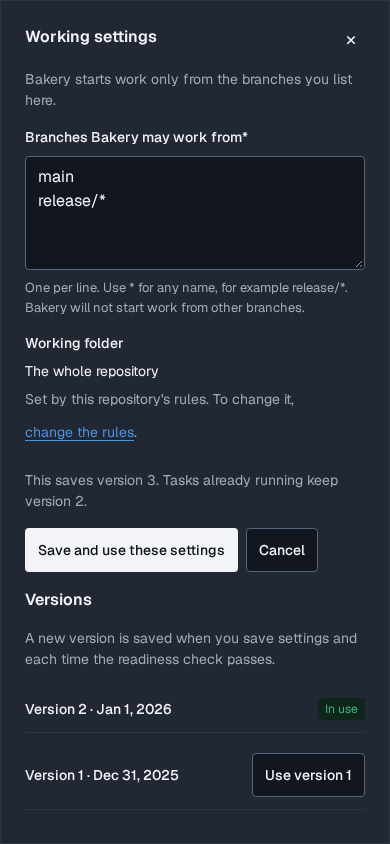 Working settings
×
Bakery starts work only from the branches you list
here.
Branches Bakery may work from*
main
release/*
One per line. Use * for any name, for example release/*.
Bakery will not start work from other branches.
Working folder
The whole repository
Set by this repository's rules. To change it,
change the rules.
This saves version 3. Tasks already running keep
version 2.
Save and use these settings
Cancel
Versions
A new version is saved when you save settings and
each time the readiness check passes.
Version 2 · Jan 1, 2026
In use
Version 1 · Dec 31, 2025
Use version 1